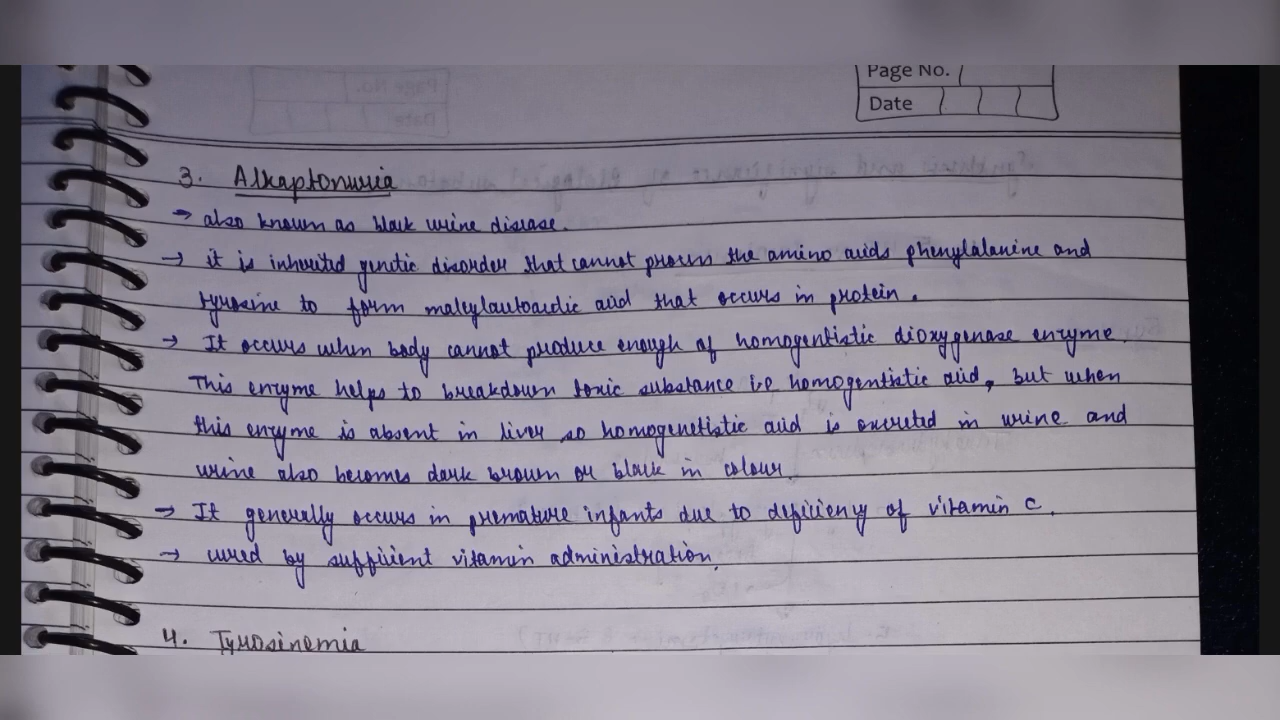 Page No.
Date
3. Alkaptonuria
→ also known as black urine disease.
→ it is inherited genetic disorder that cannot process the amino acids phenylalanine and
tyrosine to form maleylacetoacetic acid that occurs in protein.
→ It occurs when body cannot produce enough of homogentistic dioxygenase enzyme.
This enzyme helps to breakdown toxic substance i.e homogentistic acid, but when
this enzyme is absent in liver so homogenetistic acid is excreted in urine and
urine also becomes dark brown or black in colour.
→ It generally occurs in premature infants due to deficiency of vitamin C.
→ cured by sufficient vitamin administration.
4. Tyrosinemia